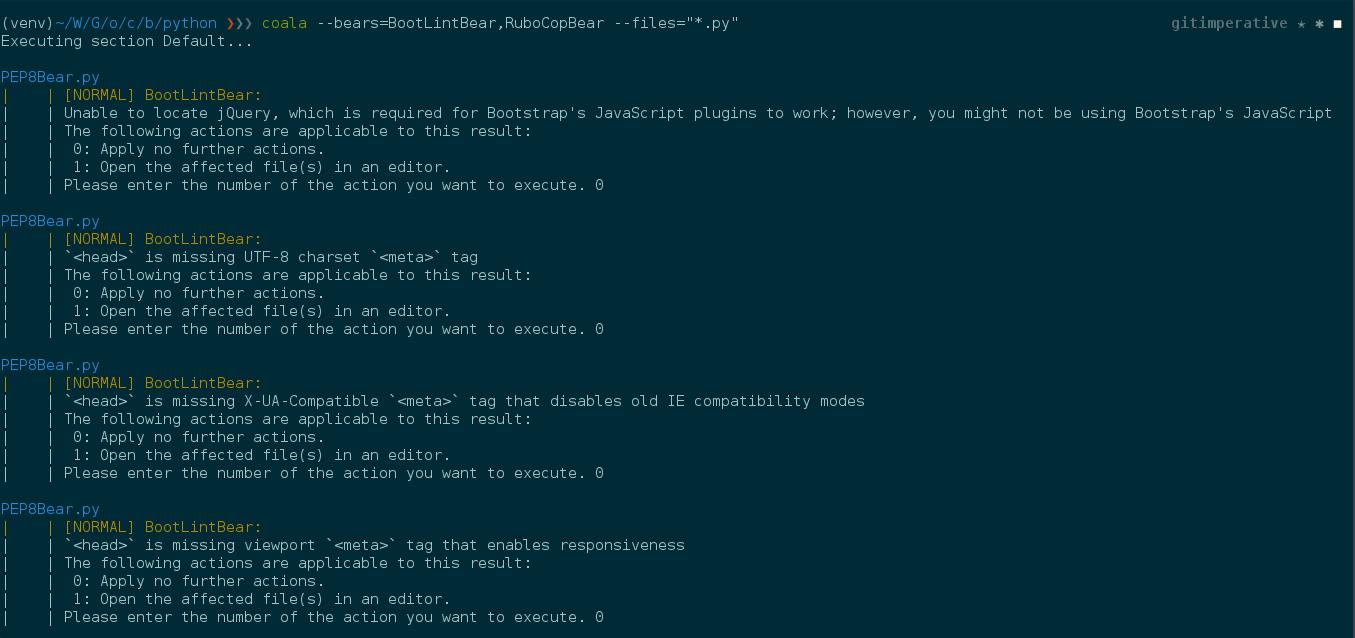 (venv)~/W/G/o/c/b/python ❯❯❯ coala --bears=BootLintBear,RuboCopBear --files="*.py" gitimperative ★ ✱ ◼
Executing section Default...

PEP8Bear.py
|    | [NORMAL] BootLintBear:
|    | Unable to locate jQuery, which is required for Bootstrap's JavaScript plugins to work; however, you might not be using Bootstrap's JavaScript
|    | The following actions are applicable to this result:
|    |  0: Apply no further actions.
|    |  1: Open the affected file(s) in an editor.
|    | Please enter the number of the action you want to execute. 0

PEP8Bear.py
|    | [NORMAL] BootLintBear:
|    | `<head>` is missing UTF-8 charset `<meta>` tag
|    | The following actions are applicable to this result:
|    |  0: Apply no further actions.
|    |  1: Open the affected file(s) in an editor.
|    | Please enter the number of the action you want to execute. 0

PEP8Bear.py
|    | [NORMAL] BootLintBear:
|    | `<head>` is missing X-UA-Compatible `<meta>` tag that disables old IE compatibility modes
|    | The following actions are applicable to this result:
|    |  0: Apply no further actions.
|    |  1: Open the affected file(s) in an editor.
|    | Please enter the number of the action you want to execute. 0

PEP8Bear.py
|    | [NORMAL] BootLintBear:
|    | `<head>` is missing viewport `<meta>` tag that enables responsiveness
|    | The following actions are applicable to this result:
|    |  0: Apply no further actions.
|    |  1: Open the affected file(s) in an editor.
|    | Please enter the number of the action you want to execute. 0